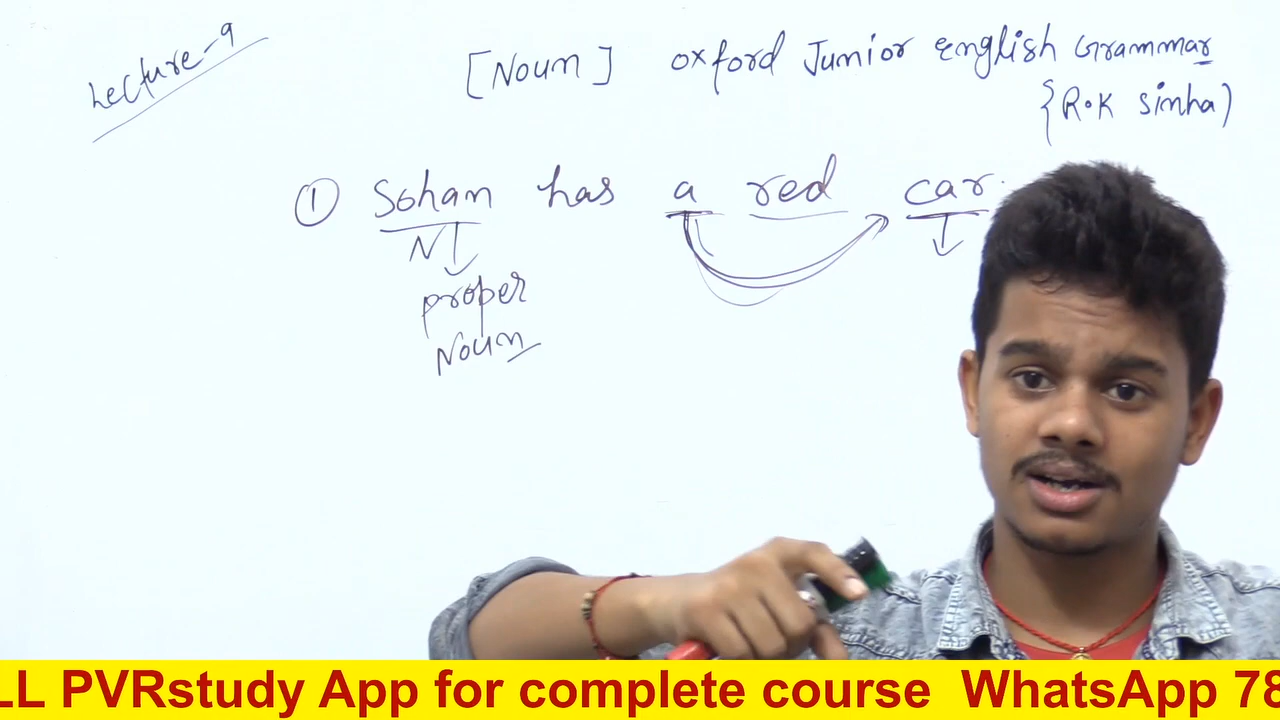 Lecture-9
[Noun] Oxford Junior English Grammar
{R.K Sinha)
① Sohan has a red car.
N
proper
Noun
LL PVRstudy App for complete course WhatsApp 78